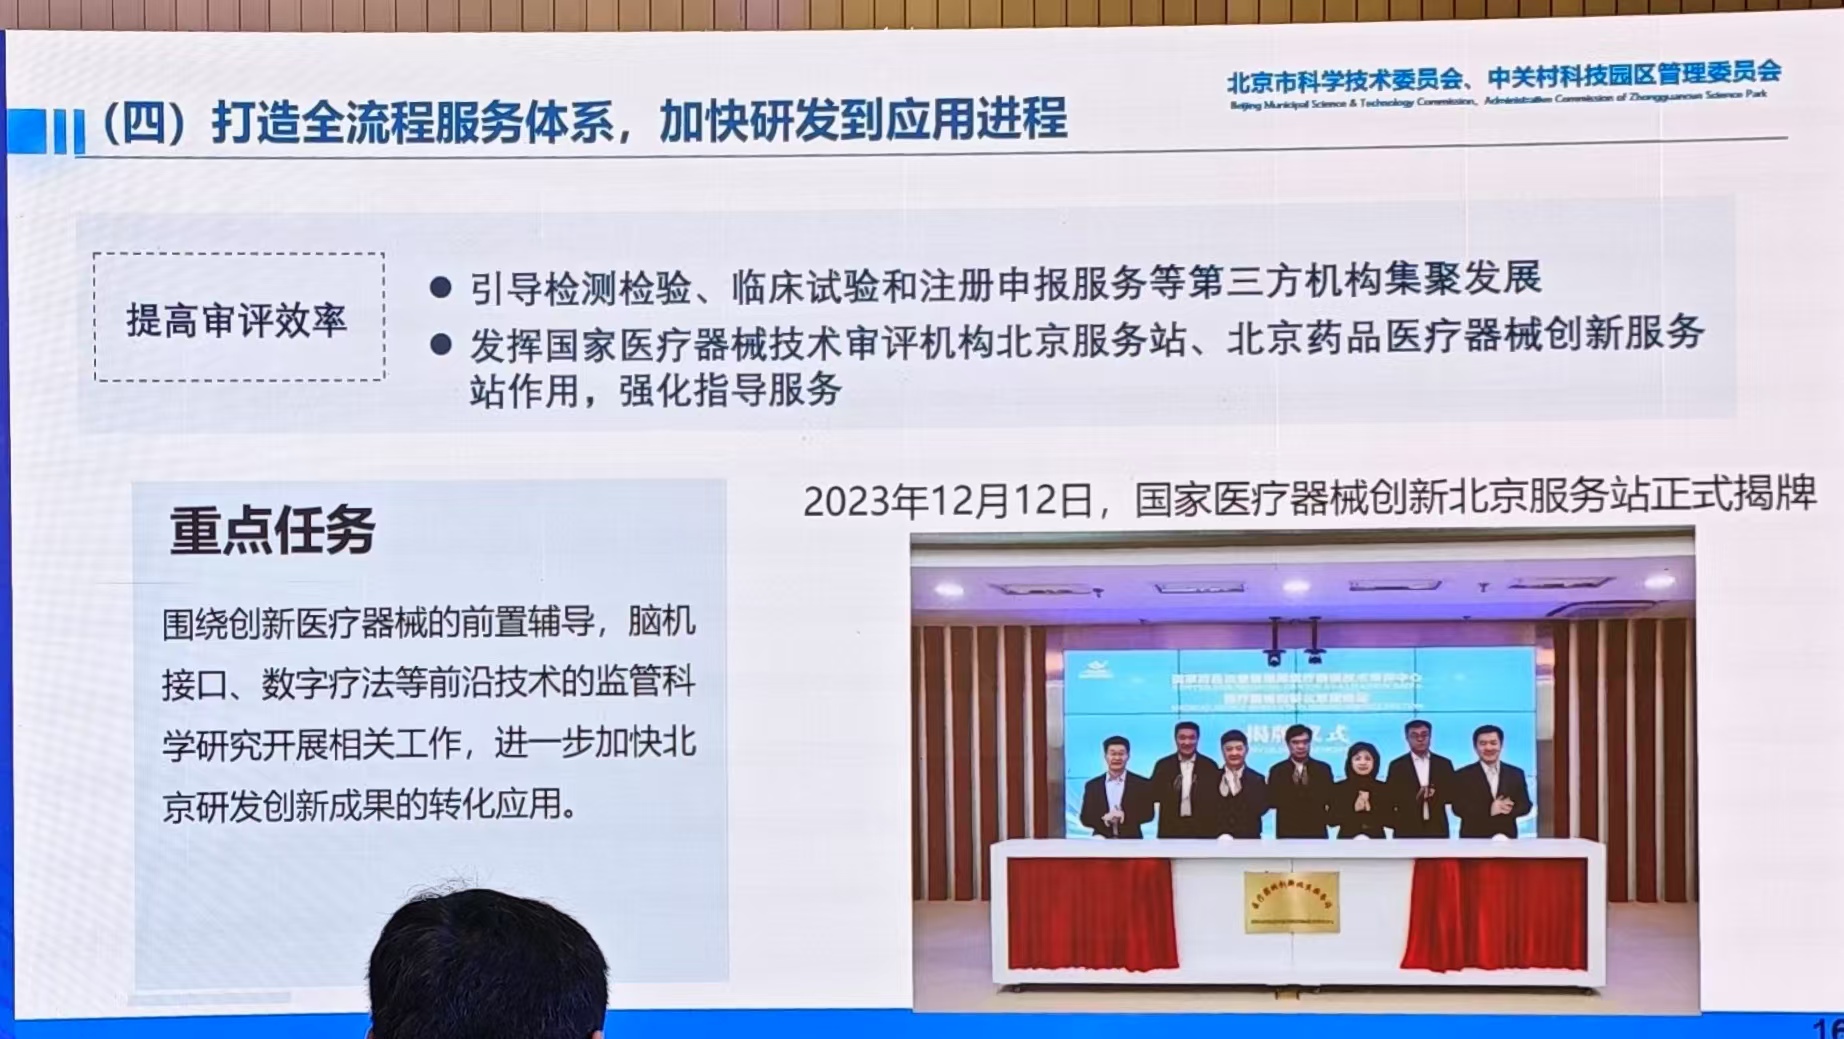 北京市科学技术委员会、中关村科技园区管理委员会
Beijing Municipal Science & Technology Commission, Administrative Commission of Zhongguancun Science Park
（四）打造全流程服务体系，加快研发到应用进程
提高审评效率
● 引导检测检验、临床试验和注册申报服务等第三方机构集聚发展
● 发挥国家医疗器械技术审评机构北京服务站、北京药品医疗器械创新服务
站作用，强化指导服务
重点任务
围绕创新医疗器械的前置辅导，脑机
接口、数字疗法等前沿技术的监管科
学研究开展相关工作，进一步加快北
京研发创新成果的转化应用。
2023年12月12日，国家医疗器械创新北京服务站正式揭牌
揭牌仪式
16